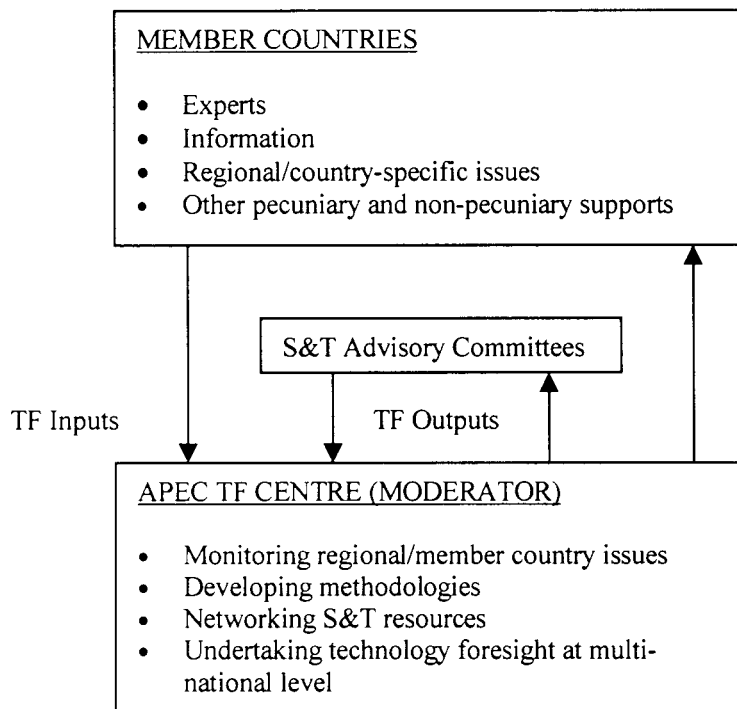 MEMBER COUNTRIES
• Experts
• Information
• Regional/country-specific issues
• Other pecuniary and non-pecuniary supports
S&T Advisory Committees
TF Inputs
TF Outputs
APEC TF CENTRE (MODERATOR)
• Monitoring regional/member country issues
• Developing methodologies
• Networking S&T resources
• Undertaking technology foresight at multi-
national level